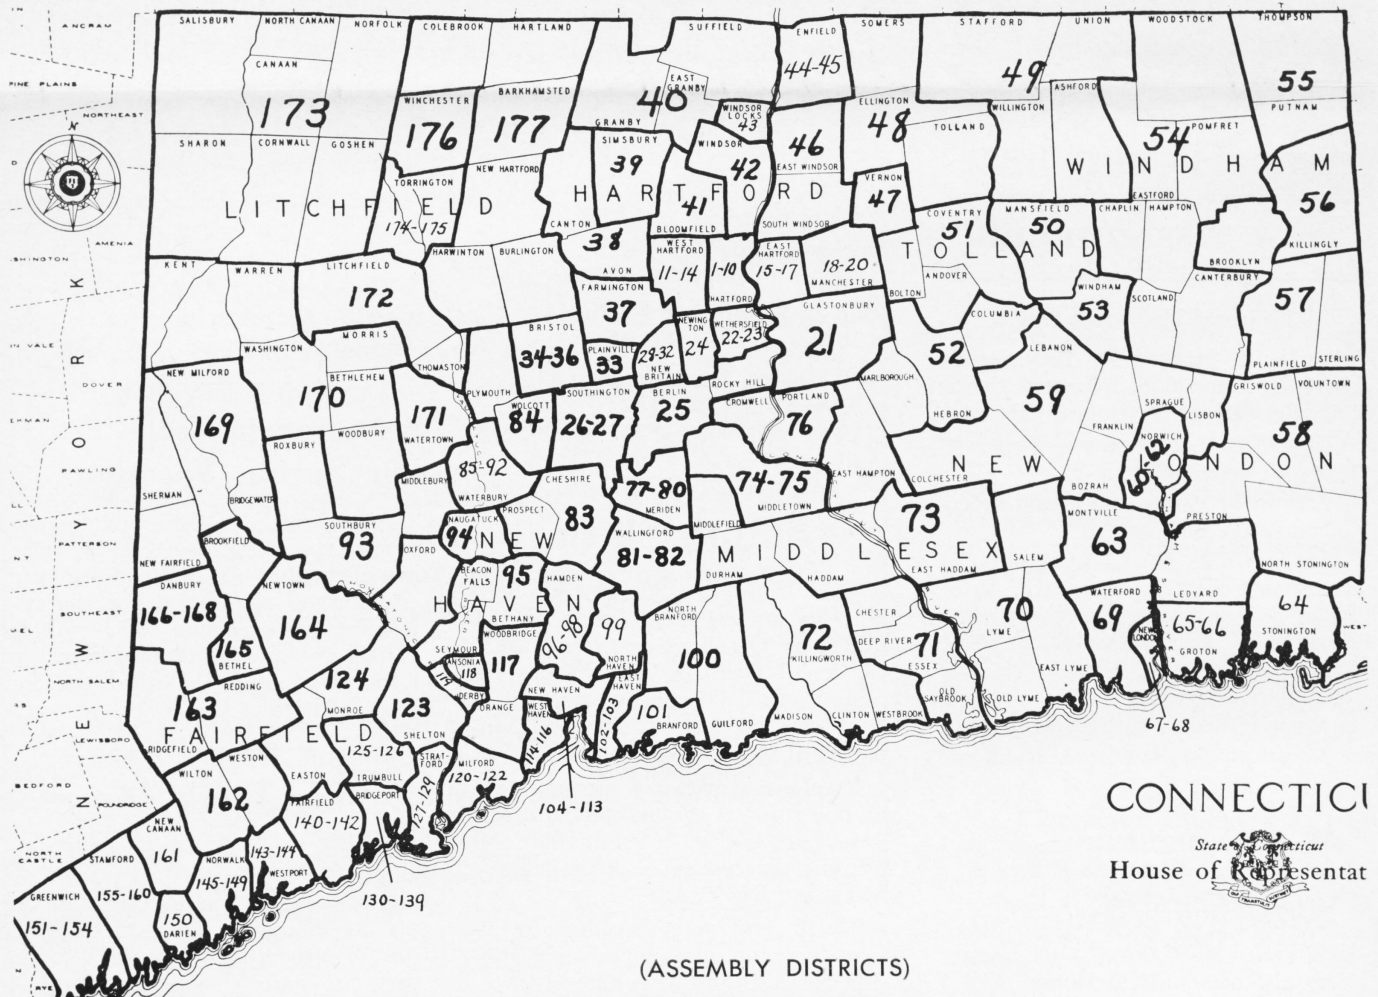 ANCRAM
SALISBURY
NORTH CANAAN
NORFOLK
COLEBROOK
HARTLAND
SUFFIELD
ENFIELD
SOMERS
STAFFORD
UNION
WOODSTOCK
THOMPSON
PINE PLAINS
NORTHEAST
CANAAN
173
WINCHESTER
176
BARKHAMSTED
177
EAST GRANBY
40
GRANBY
WINDSOR LOCKS
43
44-45
ELLINGTON
48
49
WILLINGTON
ASHFORD
TOLLAND
54
POMFRET
55
PUTNAM
N
SHARON
CORNWALL
GOSHEN
TORRINGTON
174-175
NEW HARTFORD
SIMSBURY
39
WINDSOR
42
46
EAST WINDSOR
VERNON
47
WINDHAM
EASTFORD
56
KILLINGLY
LITCHFIELD
HARTFORD
CANTON
41
BLOOMFIELD
SOUTH WINDSOR
COVENTRY
51
MANSFIELD
50
CHAPLIN
HAMPTON
BROOKLYN
TOLLAND
AMENIA
KENT
WARREN
LITCHFIELD
172
HARWINTON
BURLINGTON
38
AVON
WEST HARTFORD
11-14
1-10
HARTFORD
EAST HARTFORD
15-17
18-20
MANCHESTER
BOLTON
ANDOVER
WINDHAM
53
SCOTLAND
CANTERBURY
57
PLAINFIELD
STERLING
FARMINGTON
37
GLASTONBURY
21
COLUMBIA
52
LEBANON
MORRIS
BRISTOL
34-36
PLAINVILLE
33
28-32
NEW BRITAIN
NEWINGTON
24
WETHERSFIELD
22-23
ROCKY HILL
MARLBOROUGH
HEBRON
DOVER
NEW MILFORD
WASHINGTON
BETHLEHEM
170
THOMASTON
PLYMOUTH
171
WATERTOWN
WOLCOTT
84
SOUTHINGTON
26-27
BERLIN
25
CROMWELL
PORTLAND
76
59
SPRAGUE
FRANKLIN
LISBON
NORWICH
60-62
GRISWOLD
VOLUNTOWN
58
169
ROXBURY
WOODBURY
PAWLING
SHERMAN
BRIDGEWATER
MIDDLEBURY
85-92
WATERBURY
CHESHIRE
83
77-80
MERIDEN
74-75
MIDDLETOWN
MIDDLEFIELD
EAST HAMPTON
COLCHESTER
NEW LONDON
BOZRAH
PRESTON
PATTERSON
BROOKFIELD
SOUTHBURY
93
OXFORD
NAUGATUCK
94
PROSPECT
NEW HAVEN
WALLINGFORD
81-82
DURHAM
MIDDLESEX
HADDAM
73
EAST HADDAM
SALEM
MONTVILLE
63
NORTH STONINGTON
NEW FAIRFIELD
DANBURY
166-168
165
BETHEL
NEWTOWN
164
BEACON FALLS
95
BETHANY
HAMDEN
96-98
99
NORTH HAVEN
NORTH BRANFORD
100
72
KILLINGWORTH
CHESTER
DEEP RIVER
71
ESSEX
70
LYME
WATERFORD
69
LEDYARD
65-66
GROTON
64
STONINGTON
SOUTHEAST
NORTH SALEM
REDDING
163
124
MONROE
SEYMOUR
ANSONIA
118
119
DERBY
WOODBRIDGE
117
ORANGE
NEW HAVEN
WEST HAVEN
114-116
EAST HAVEN
102-103
101
BRANFORD
GUILFORD
MADISON
CLINTON
WESTBROOK
OLD SAYBROOK
OLD LYME
EAST LYME
NEW LONDON
67-68
LEWISBORO
RIDGEFIELD
FAIRFIELD
123
SHELTON
125-126
TRUMBULL
STRATFORD
127-129
MILFORD
120-122
104-113
BEDFORD
POUNDRIDGE
WILTON
WESTON
EASTON
162
FAIRFIELD
140-142
BRIDGEPORT
130-139
NORTH CASTLE
NEW CANAAN
161
NORWALK
145-149
143-144
WESTPORT
STAMFORD
155-160
GREENWICH
151-154
150
DARIEN
RYE
NEW YORK
CONNECTICU
State of Connecticut
House of Representat
(ASSEMBLY DISTRICTS)